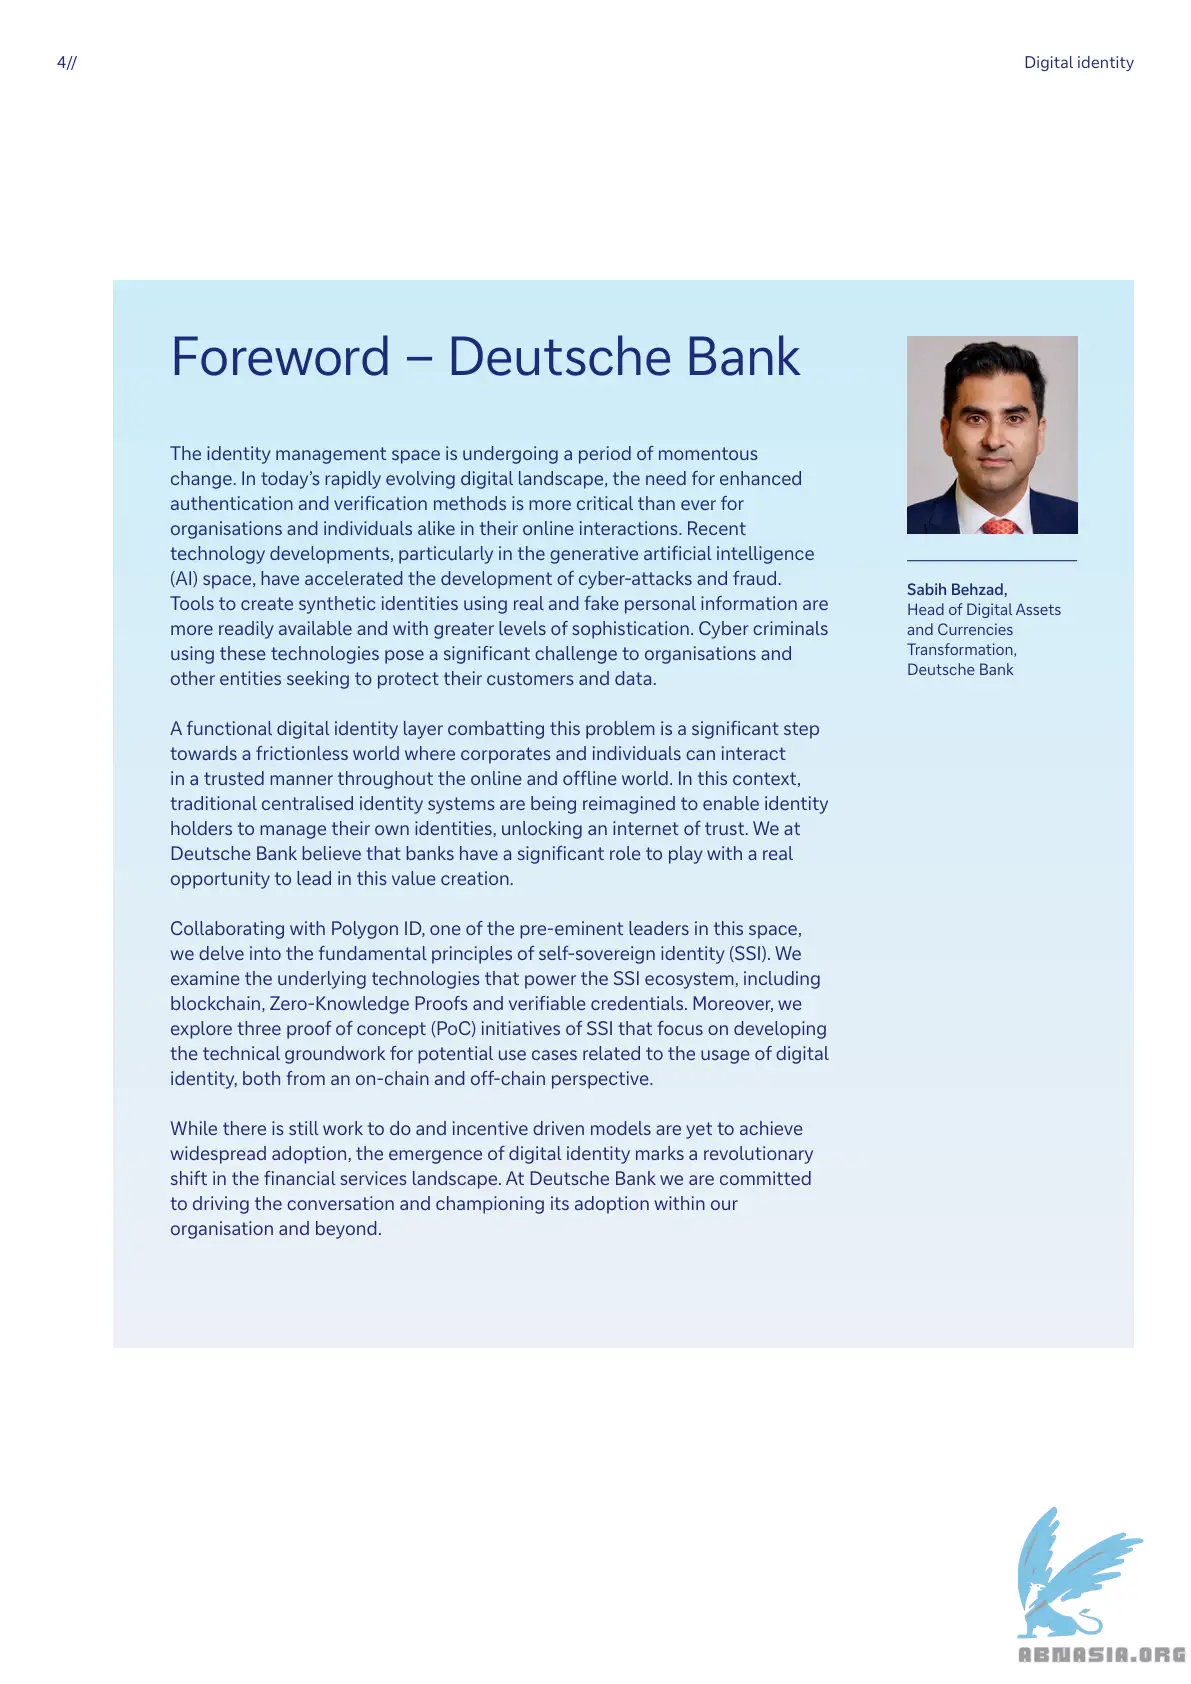 4//
Digital identity
Foreword – Deutsche Bank
The identity management space is undergoing a period of momentous
change. In today’s rapidly evolving digital landscape, the need for enhanced
authentication and verification methods is more critical than ever for
organisations and individuals alike in their online interactions. Recent
technology developments, particularly in the generative artificial intelligence
(AI) space, have accelerated the development of cyber-attacks and fraud.
Tools to create synthetic identities using real and fake personal information are
more readily available and with greater levels of sophistication. Cyber criminals
using these technologies pose a significant challenge to organisations and
other entities seeking to protect their customers and data.
A functional digital identity layer combatting this problem is a significant step
towards a frictionless world where corporates and individuals can interact
in a trusted manner throughout the online and offline world. In this context,
traditional centralised identity systems are being reimagined to enable identity
holders to manage their own identities, unlocking an internet of trust. We at
Deutsche Bank believe that banks have a significant role to play with a real
opportunity to lead in this value creation.
Collaborating with Polygon ID, one of the pre-eminent leaders in this space,
we delve into the fundamental principles of self-sovereign identity (SSI). We
examine the underlying technologies that power the SSI ecosystem, including
blockchain, Zero-Knowledge Proofs and verifiable credentials. Moreover, we
explore three proof of concept (PoC) initiatives of SSI that focus on developing
the technical groundwork for potential use cases related to the usage of digital
identity, both from an on-chain and off-chain perspective.
While there is still work to do and incentive driven models are yet to achieve
widespread adoption, the emergence of digital identity marks a revolutionary
shift in the financial services landscape. At Deutsche Bank we are committed
to driving the conversation and championing its adoption within our
organisation and beyond.
Sabih Behzad,
Head of Digital Assets
and Currencies
Transformation,
Deutsche Bank
ABNASIA.ORG